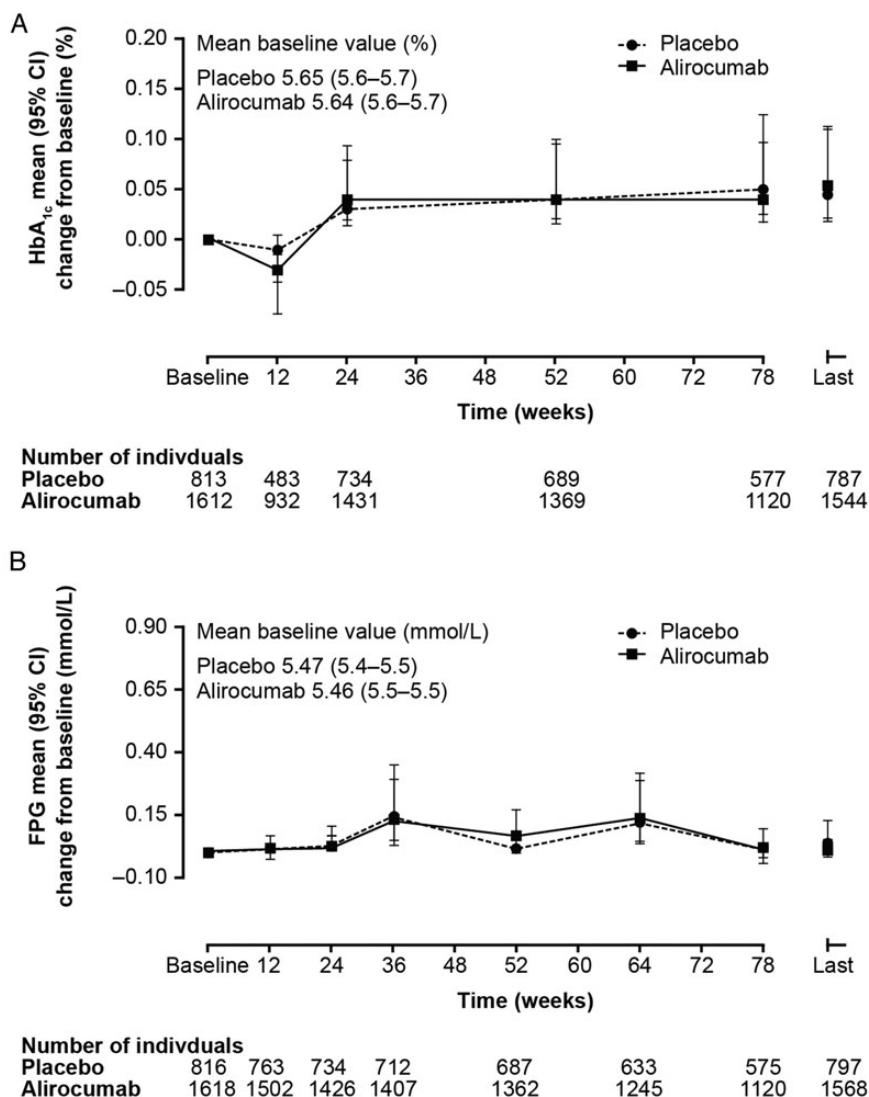 A
HbA1c mean (95% CI)
change from baseline (%)
0.20
0.15
0.10
0.05
0.00
−0.05
Mean baseline value (%)
Placebo 5.65 (5.6–5.7)
Alirocumab 5.64 (5.6–5.7)
Placebo
Alirocumab
Baseline 12 24 36 48 52 60 72 78 Last
Time (weeks)
Number of indivduals
Placebo 813 483 734 689 577 787
Alirocumab 1612 932 1431 1369 1120 1544
B
FPG mean (95% CI)
change from baseline (mmol/L)
0.90
0.65
0.40
0.15
−0.10
Mean baseline value (mmol/L)
Placebo 5.47 (5.4–5.5)
Alirocumab 5.46 (5.5–5.5)
Placebo
Alirocumab
Baseline 12 24 36 48 52 60 64 72 78 Last
Time (weeks)
Number of indivduals
Placebo 816 763 734 712 687 633 575 797
Alirocumab 1618 1502 1426 1407 1362 1245 1120 1568